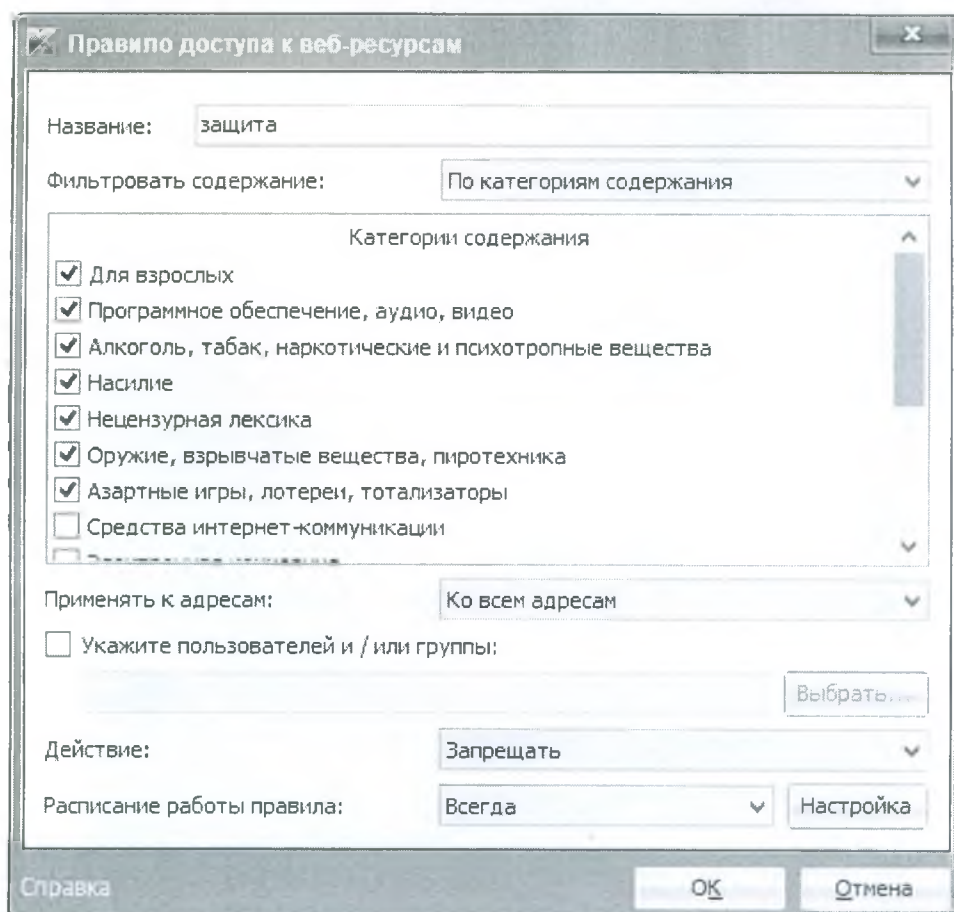 Правило доступа к веб-ресурсам
Название: защита
Фильтровать содержание: По категориям содержания
Категории содержания
Для взрослых
Программное обеспечение, аудио, видео
Алкоголь, табак, наркотические и психотропные вещества
Насилие
Нецензурная лексика
Оружие, взрывчатые вещества, пиротехника
Азартные игры, лотереи, тотализаторы
Средства интернет-коммуникации
Применять к адресам: Ко всем адресам
Укажите пользователей и / или группы:
Выбрать...
Действие: Запрещать
Расписание работы правила: Всегда Настройка
Справка OK Отмена